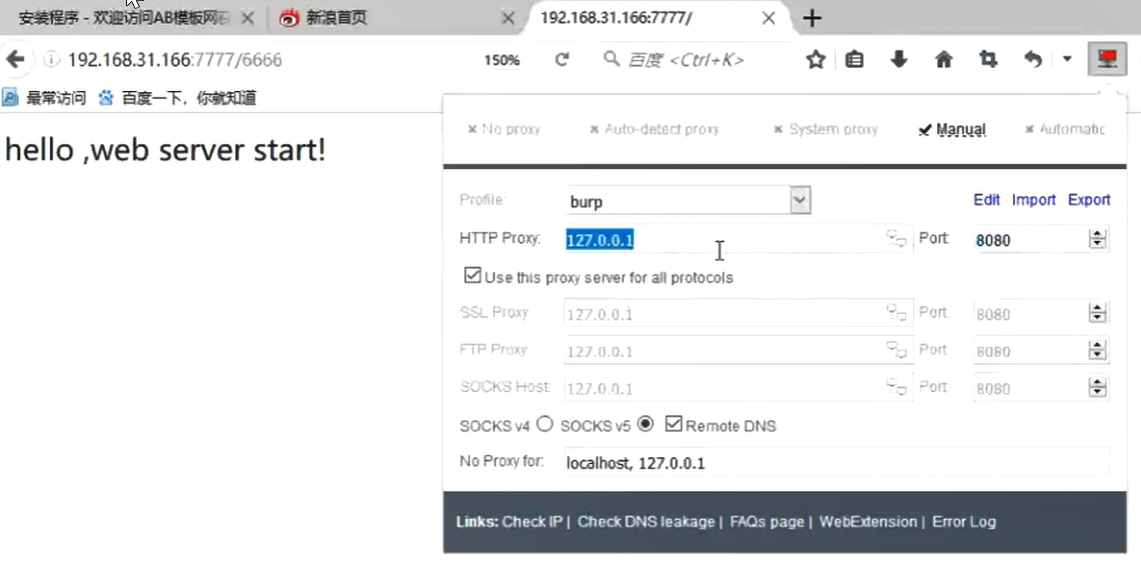 安装程序 - 欢迎访问AB模板网
新浪首页
192.168.31.166:7777/
192.168.31.166:7777/6666
150%
百度 <Ctrl+K>
最常访问
百度一下，你就知道
hello ,web server start!
No proxy
Auto-detect proxy
System proxy
Manual
Automatic
Profile:
burp
Edit Import Export
HTTP Proxy: 127.0.0.1 Port: 8080
Use this proxy server for all protocols
SSL Proxy 127.0.0.1 Port 8080
FTP Proxy 127.0.0.1 Port 8080
SOCKS Host 127.0.0.1 Port 8080
SOCKS v4 SOCKS v5 Remote DNS
No Proxy for: localhost, 127.0.0.1
Links: Check IP | Check DNS leakage | FAQs page | WebExtension | Error Log